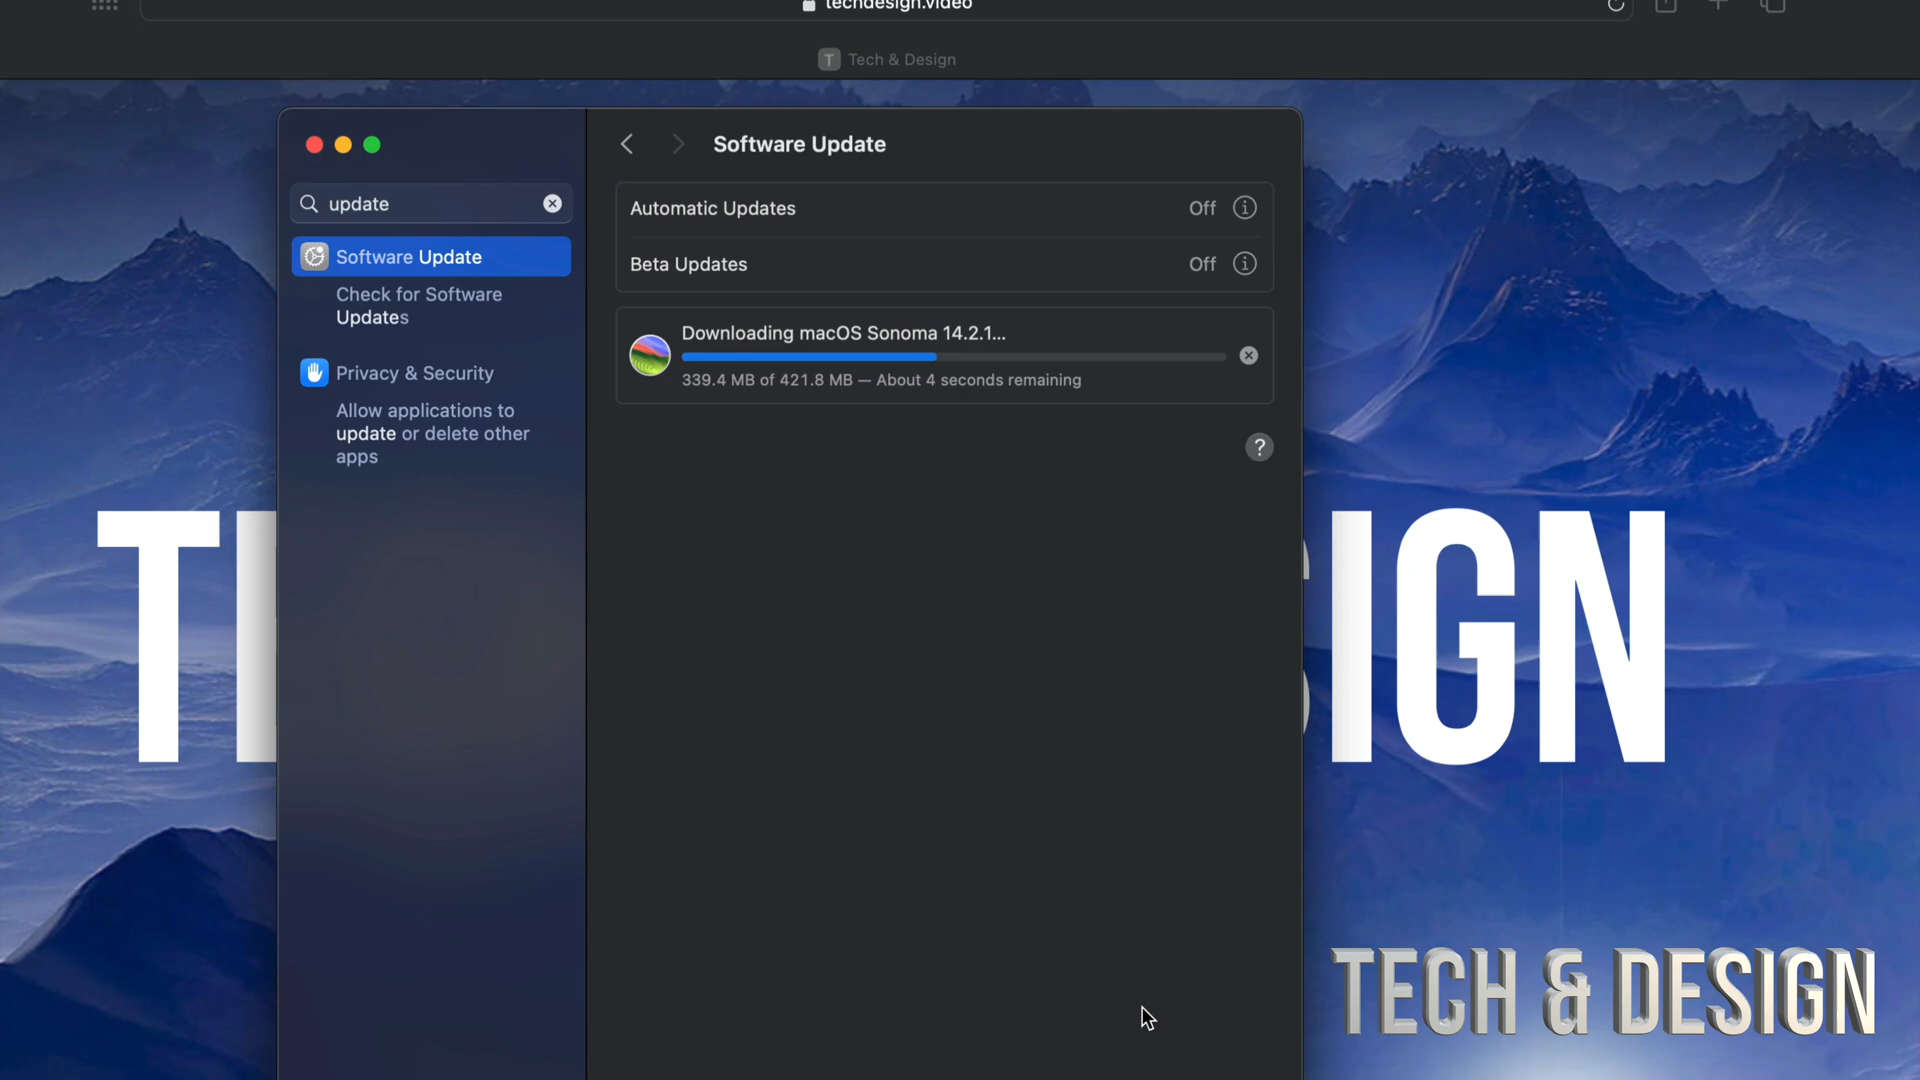 techdesign.video
T Tech & Design
Software Update
update
Automatic Updates Off
Software Update
Beta Updates Off
Check for Software
Updates
Downloading macOS Sonoma 14.2.1...
339.4 MB of 421.8 MB — About 4 seconds remaining
Privacy & Security
Allow applications to
update or delete other
apps
?
IGN
TECH & DESIGN